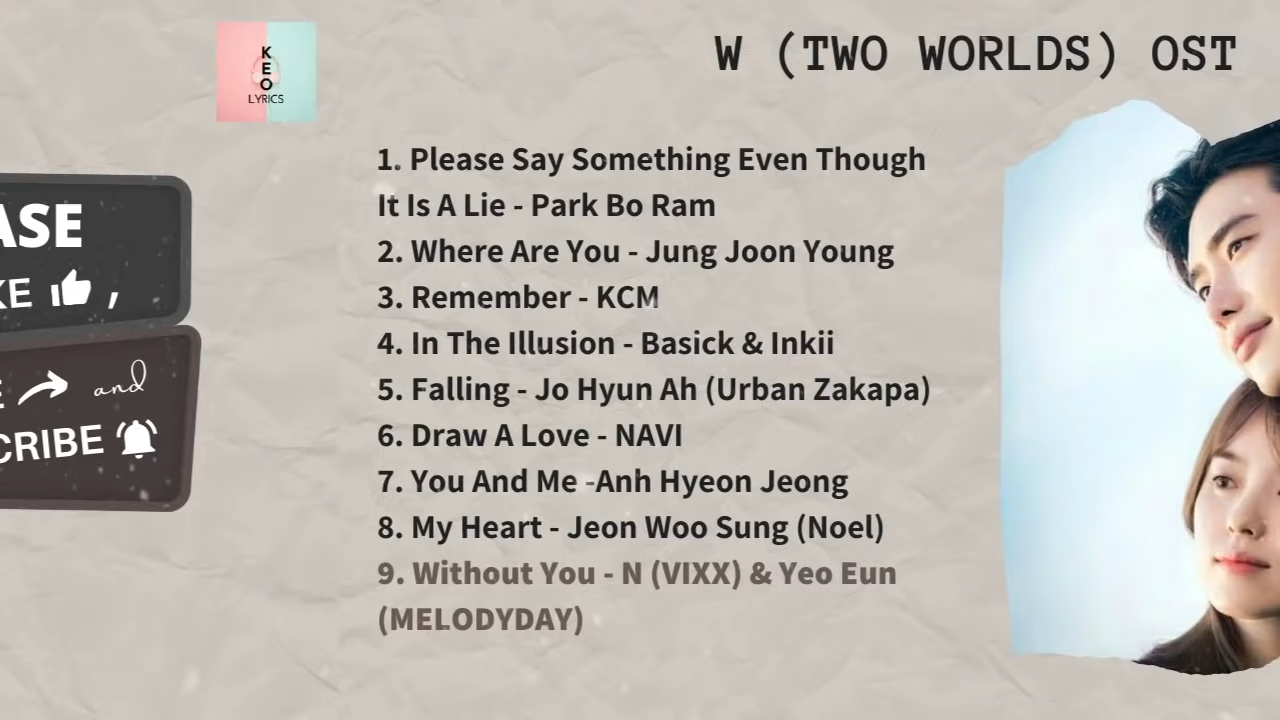 K
E
O
LYRICS
W (TWO WORLDS) OST
ASE
KE ,
E and
CRIBE
1. Please Say Something Even Though
It Is A Lie - Park Bo Ram
2. Where Are You - Jung Joon Young
3. Remember - KCM
4. In The Illusion - Basick & Inkii
5. Falling - Jo Hyun Ah (Urban Zakapa)
6. Draw A Love - NAVI
7. You And Me -Anh Hyeon Jeong
8. My Heart - Jeon Woo Sung (Noel)
9. Without You - N (VIXX) & Yeo Eun
(MELODYDAY)